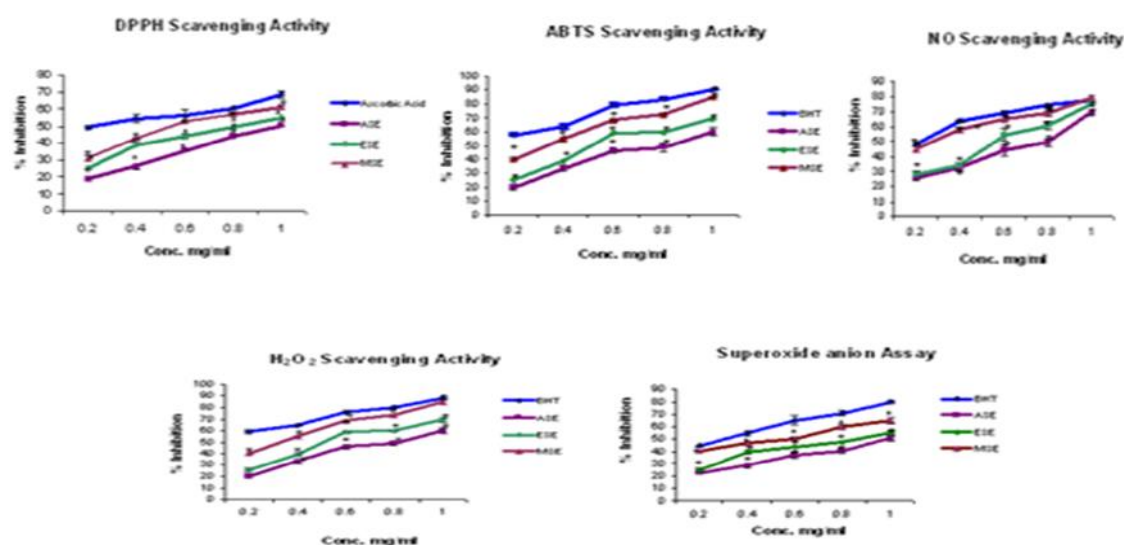 DPPH Scavenging Activity
% Inhibition
80
70
60
50
40
30
20
10
0
0.2 0.4 0.6 0.8 1
Conc. mg/ml
Ascorbic Acid
ASE
ESE
MSE
ABTS Scavenging Activity
% Inhibition
100
90
80
70
60
50
40
30
20
10
0
0.2 0.4 0.6 0.8 1
Conc. mg/ml
BHT
ASE
ESE
MSE
NO Scavenging Activity
% Inhibition
90
80
70
60
50
40
30
20
10
0
0.2 0.4 0.6 0.8 1
Conc. mg/ml
H₂O₂ Scavenging Activity
% Inhibition
100
90
80
70
60
50
40
30
20
10
0
0.2 0.4 0.6 0.8 1
Conc. mg/ml
BHT
ASE
ESE
MSE
Superoxide anion Assay
% Inhibition
90
80
70
60
50
40
30
20
10
0
0.2 0.4 0.6 0.8 1
Conc. mg/ml
BHT
ASE
ESE
MSE